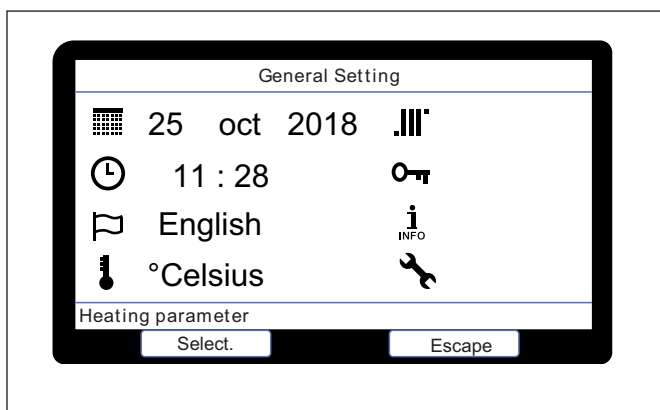 General Setting
25 oct 2018
11 : 28
English
INFO
°Celsius
Heating parameter
Select. Escape